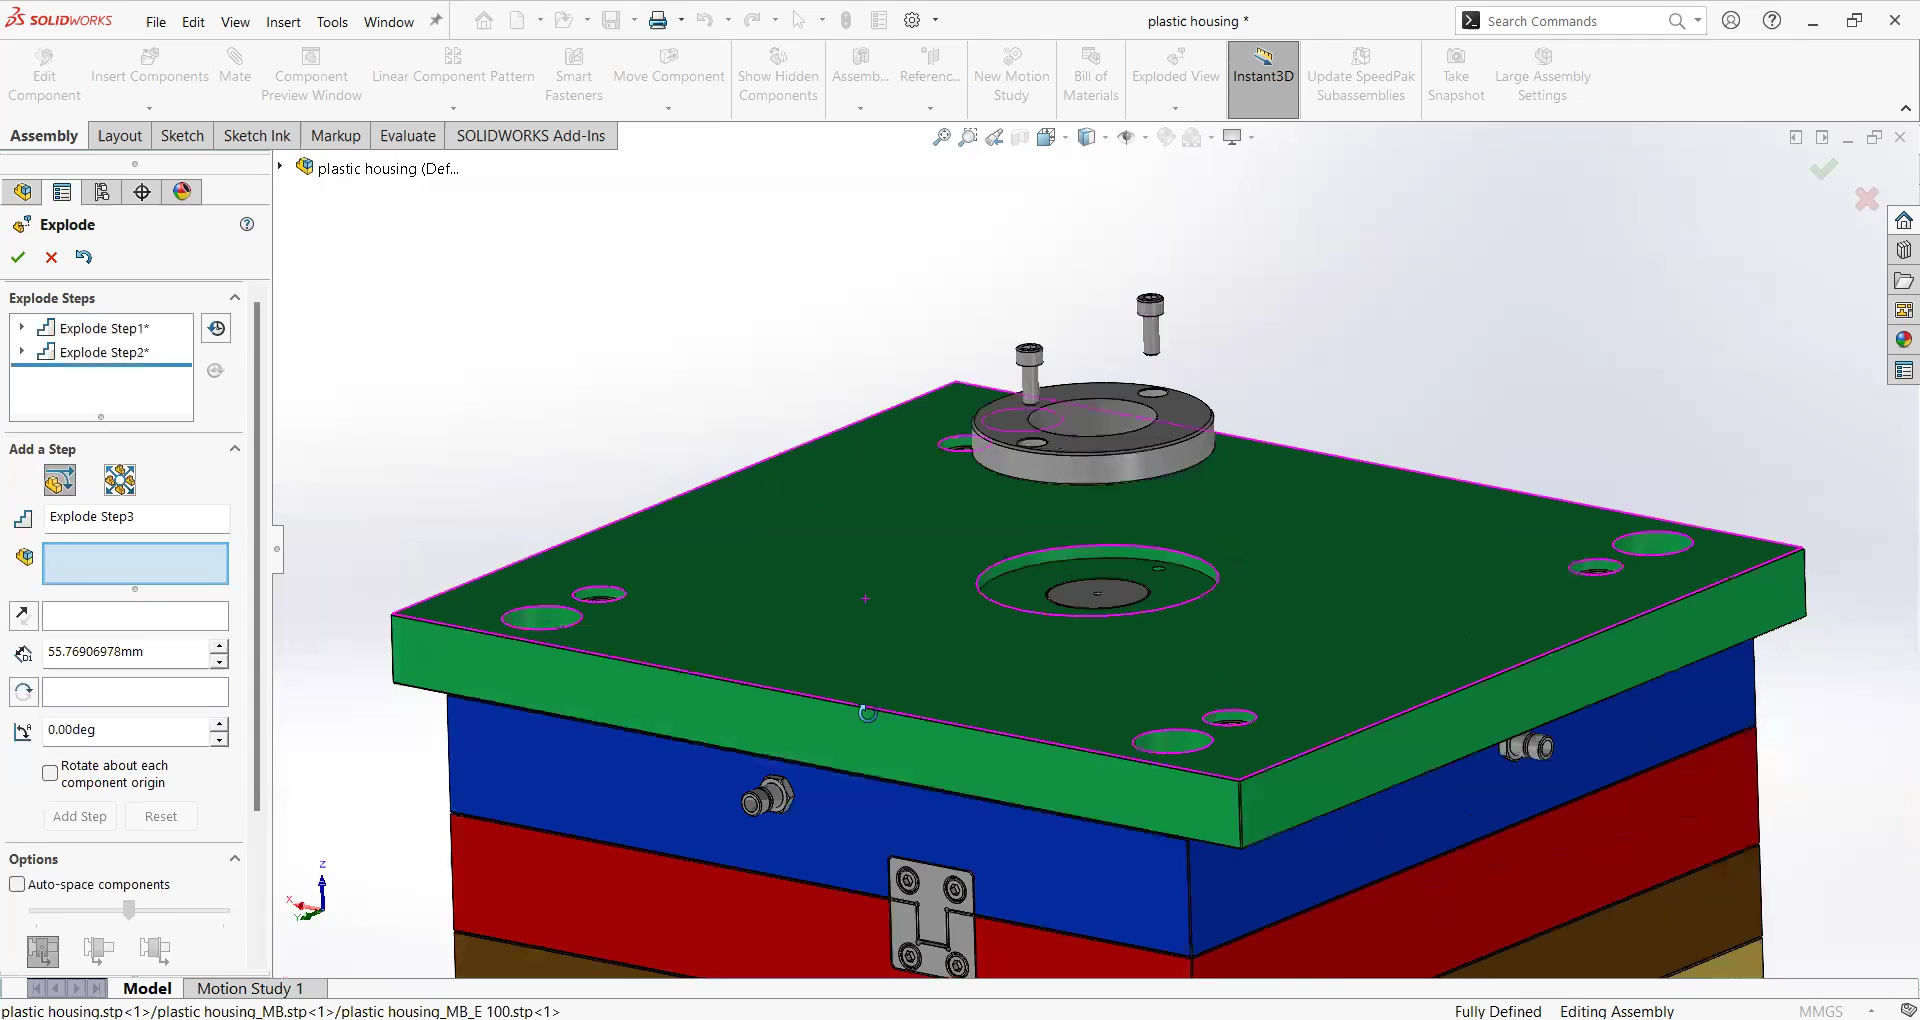 SOLIDWORKS
File Edit View Insert Tools Window
plastic housing *
Search Commands
Edit Component
Insert Components
Mate
Component Preview Window
Linear Component Pattern
Smart Fasteners
Move Component
Show Hidden Components
Assemb...
Referenc...
New Motion Study
Bill of Materials
Exploded View
Instant3D
Update SpeedPak Subassemblies
Take Snapshot
Large Assembly Settings
Assembly Layout Sketch Sketch Ink Markup Evaluate SOLIDWORKS Add-Ins
plastic housing (Def...
Explode
Explode Steps
Explode Step1*
Explode Step2*
Add a Step
Explode Step3
55.76906978mm
0.00deg
Rotate about each
component origin
Add Step Reset
Options
Auto-space components
Z
X
Y
Model Motion Study 1
plastic housing.stp<1>/plastic housing_MB.stp<1>/plastic housing_MB_E 100.stp<1>
Fully Defined Editing Assembly MMGS